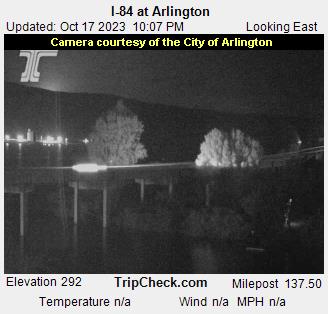 I-84 at Arlington
Updated: Oct 17 2023 10:07 PM Looking East
Camera courtesy of the City of Arlington
Elevation 292 TripCheck.com Milepost 137.50
Temperature n/a Wind n/a MPH n/a